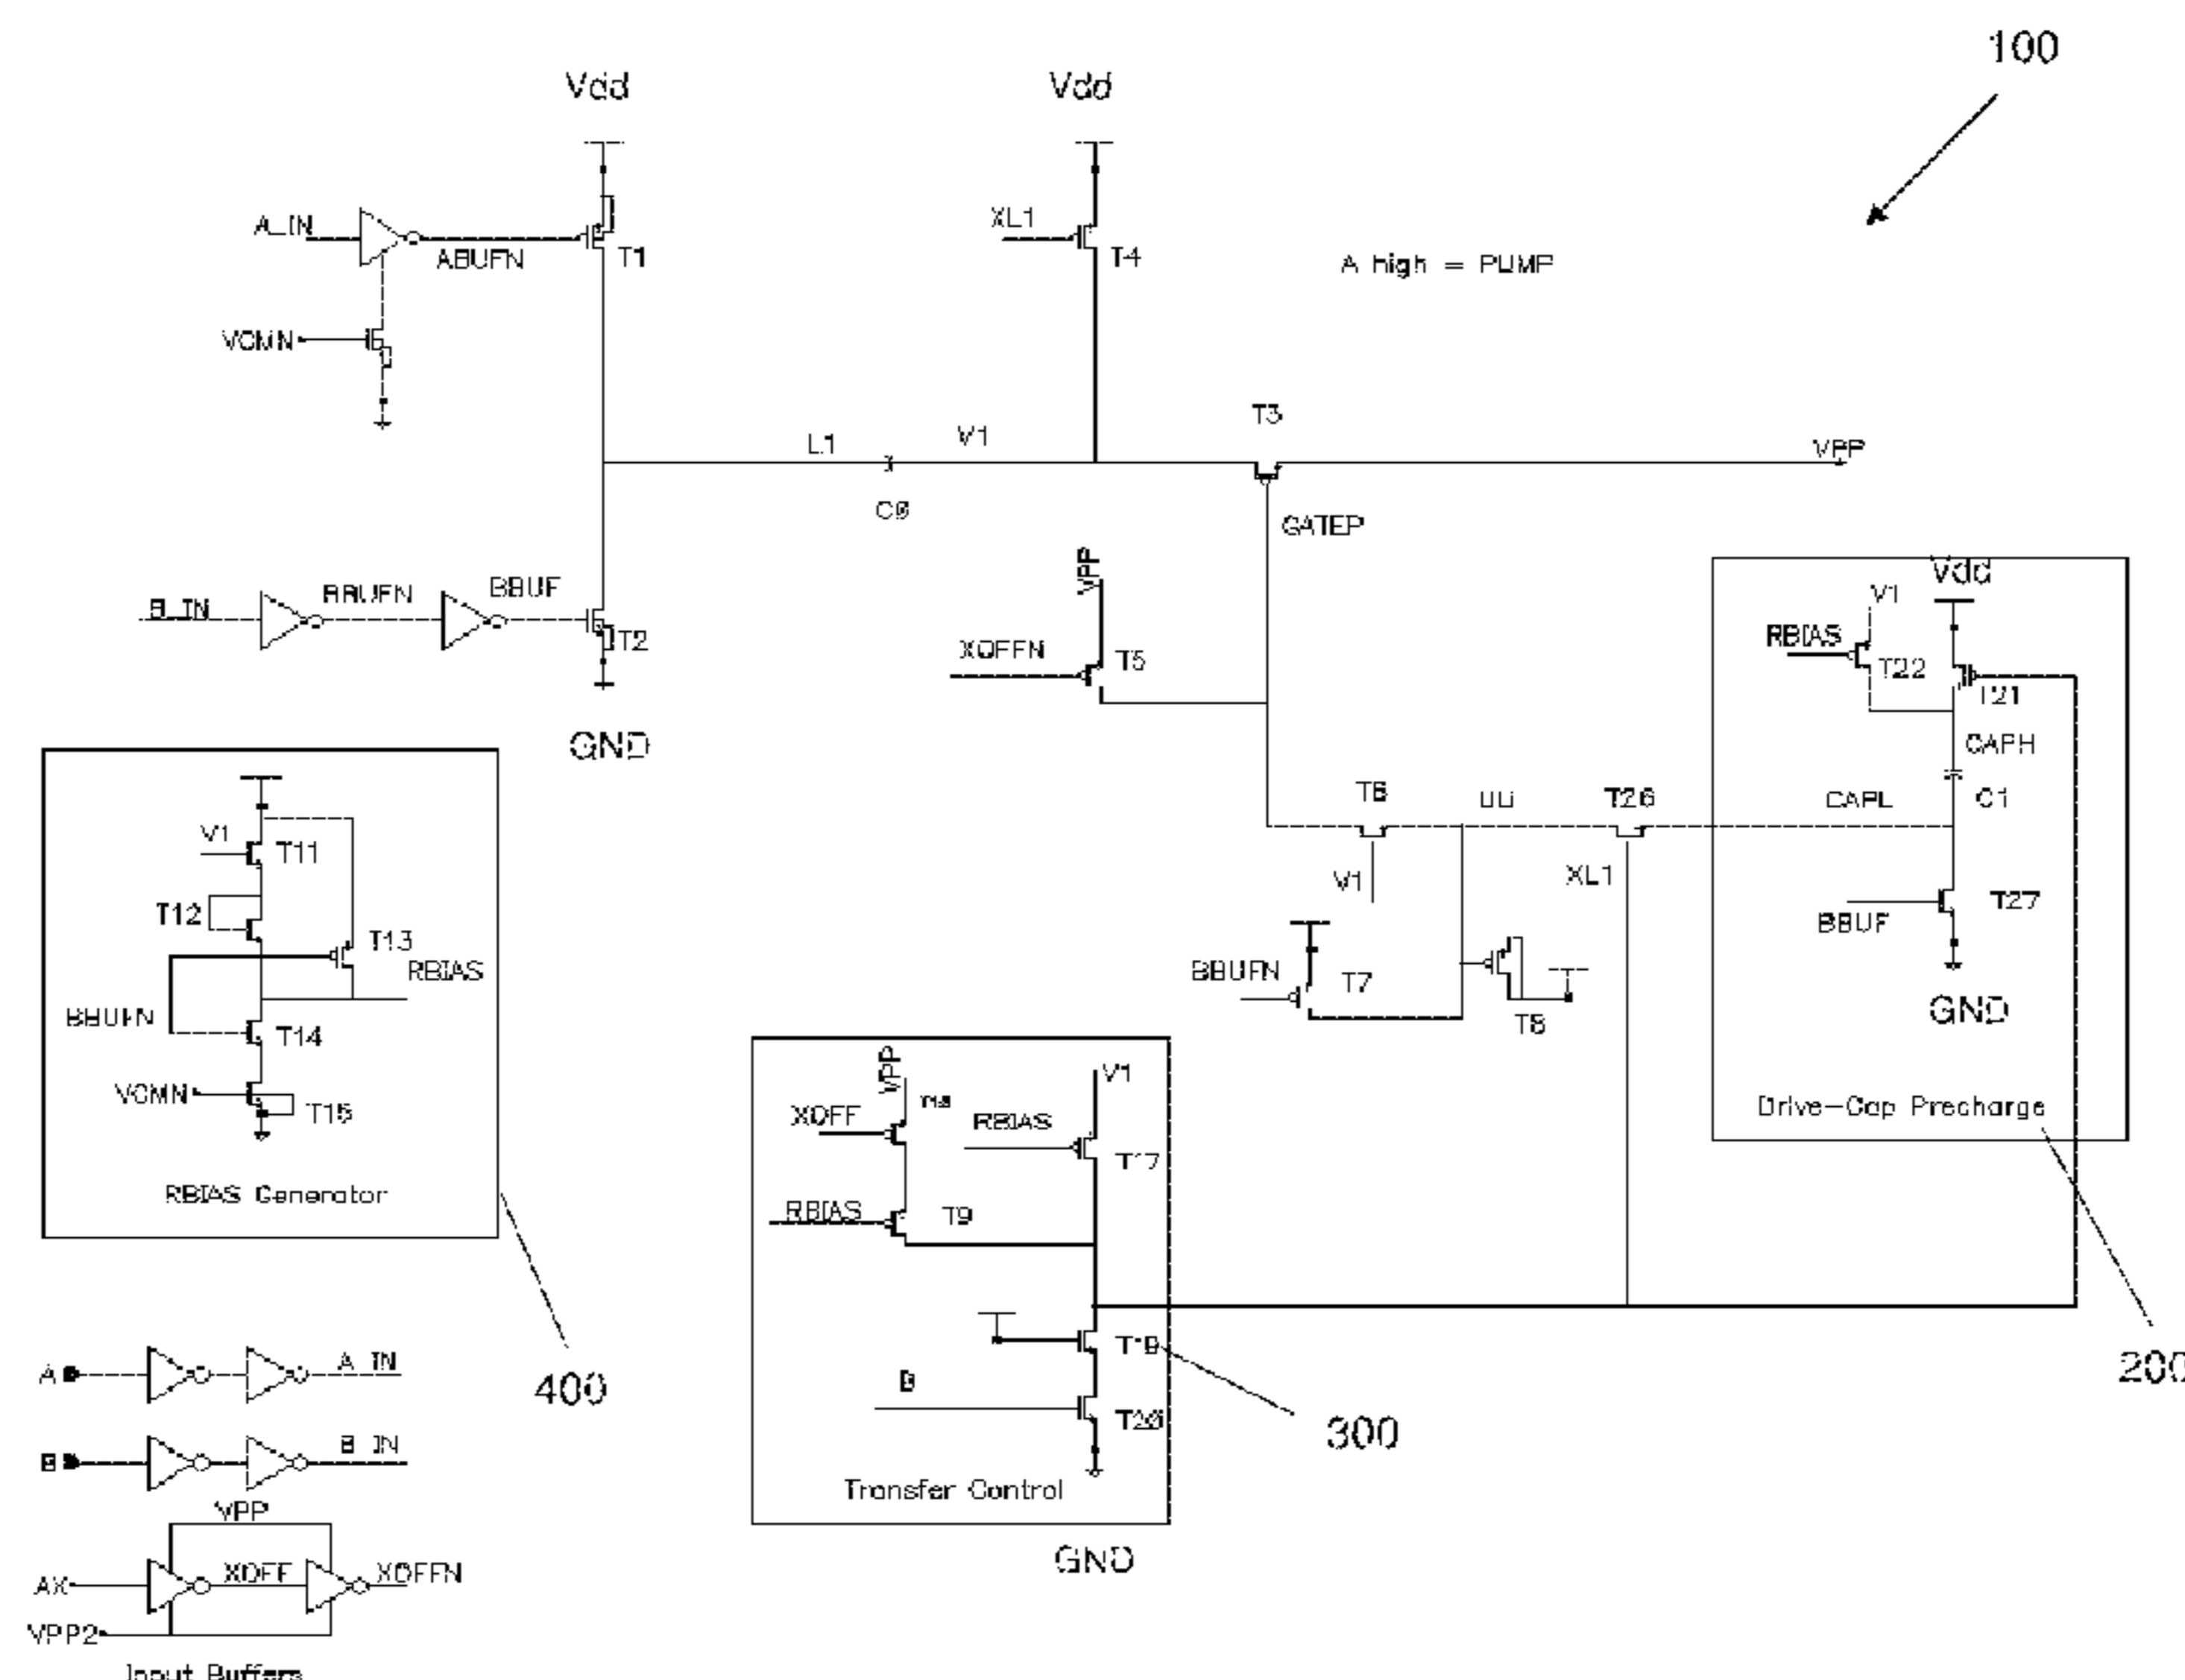 100
Vdd
Vdd
A_IN
ABUFN
T1
XL1
T4
A high = PUMP
VCMN
L1
V1
T3
VPP
C0
GATEP
B_IN
BBUFN
BBUF
T2
GND
VPP
XOFFN
T5
Vdd
V1
RBIAS
T22
T21
CAPH
C1
CAPL
T6
T26
V1
XL1
BBUFN
T7
T8
BBUF
T27
GND
Drive-Cap Precharge
200
V1
T11
T12
T13
RBIAS
BBUFN
T14
VCMN
T15
RBIAS Generator
400
VPP
XOFF
V1
RBIAS
T17
RBIAS
T9
B
T20
300
Transfer Control
GND
A
A IN
B
B IN
VPP
AX
XOFF
XOFFN
VPP2
Input Buffers